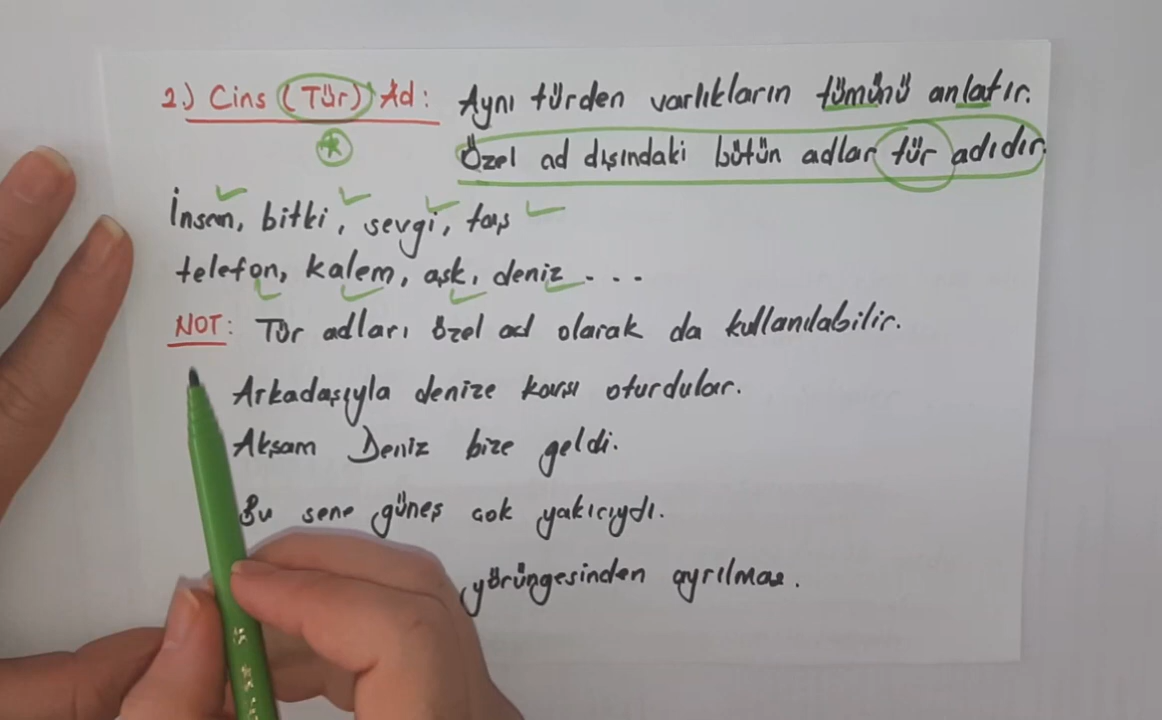 2.) Cins (Tür) Ad: Aynı türden varlıkların tümünü anlatır.
Özel ad dışındaki bütün adlar tür adıdır.
İnsan, bitki, sevgi, taş
telefon, kalem, aşk, deniz ...
NOT: Tür adları özel ad olarak da kullanılabilir.
Arkadaşıyla denize karşı oturdular.
Akşam Deniz bize geldi.
Bu sene güneş çok yakıcıydı.
yörüngesinden ayrılmaz.